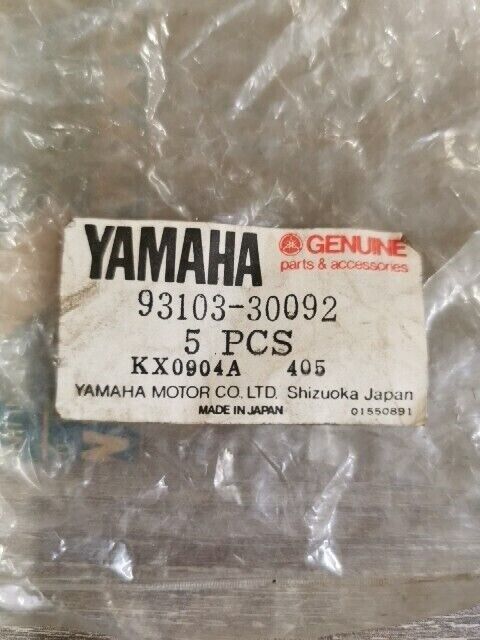 YAMAHA GENUINE
parts & accessories
93103-30092
5 PCS
KX0904A 405
YAMAHA MOTOR CO. LTD. Shizuoka Japan
MADE IN JAPAN 01550891